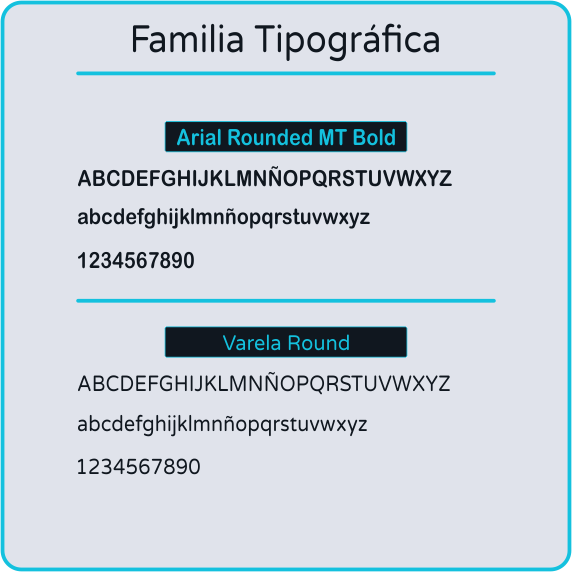 Familia Tipográfica
Arial Rounded MT Bold
ABCDEFGHIJKLMNÑOPQRSTUVWXYZ
abcdefghijklmnñopqrstuvwxyz
1234567890
Varela Round
ABCDEFGHIJKLMNÑOPQRSTUVWXYZ
abcdefghijklmnñopqrstuvwxyz
1234567890